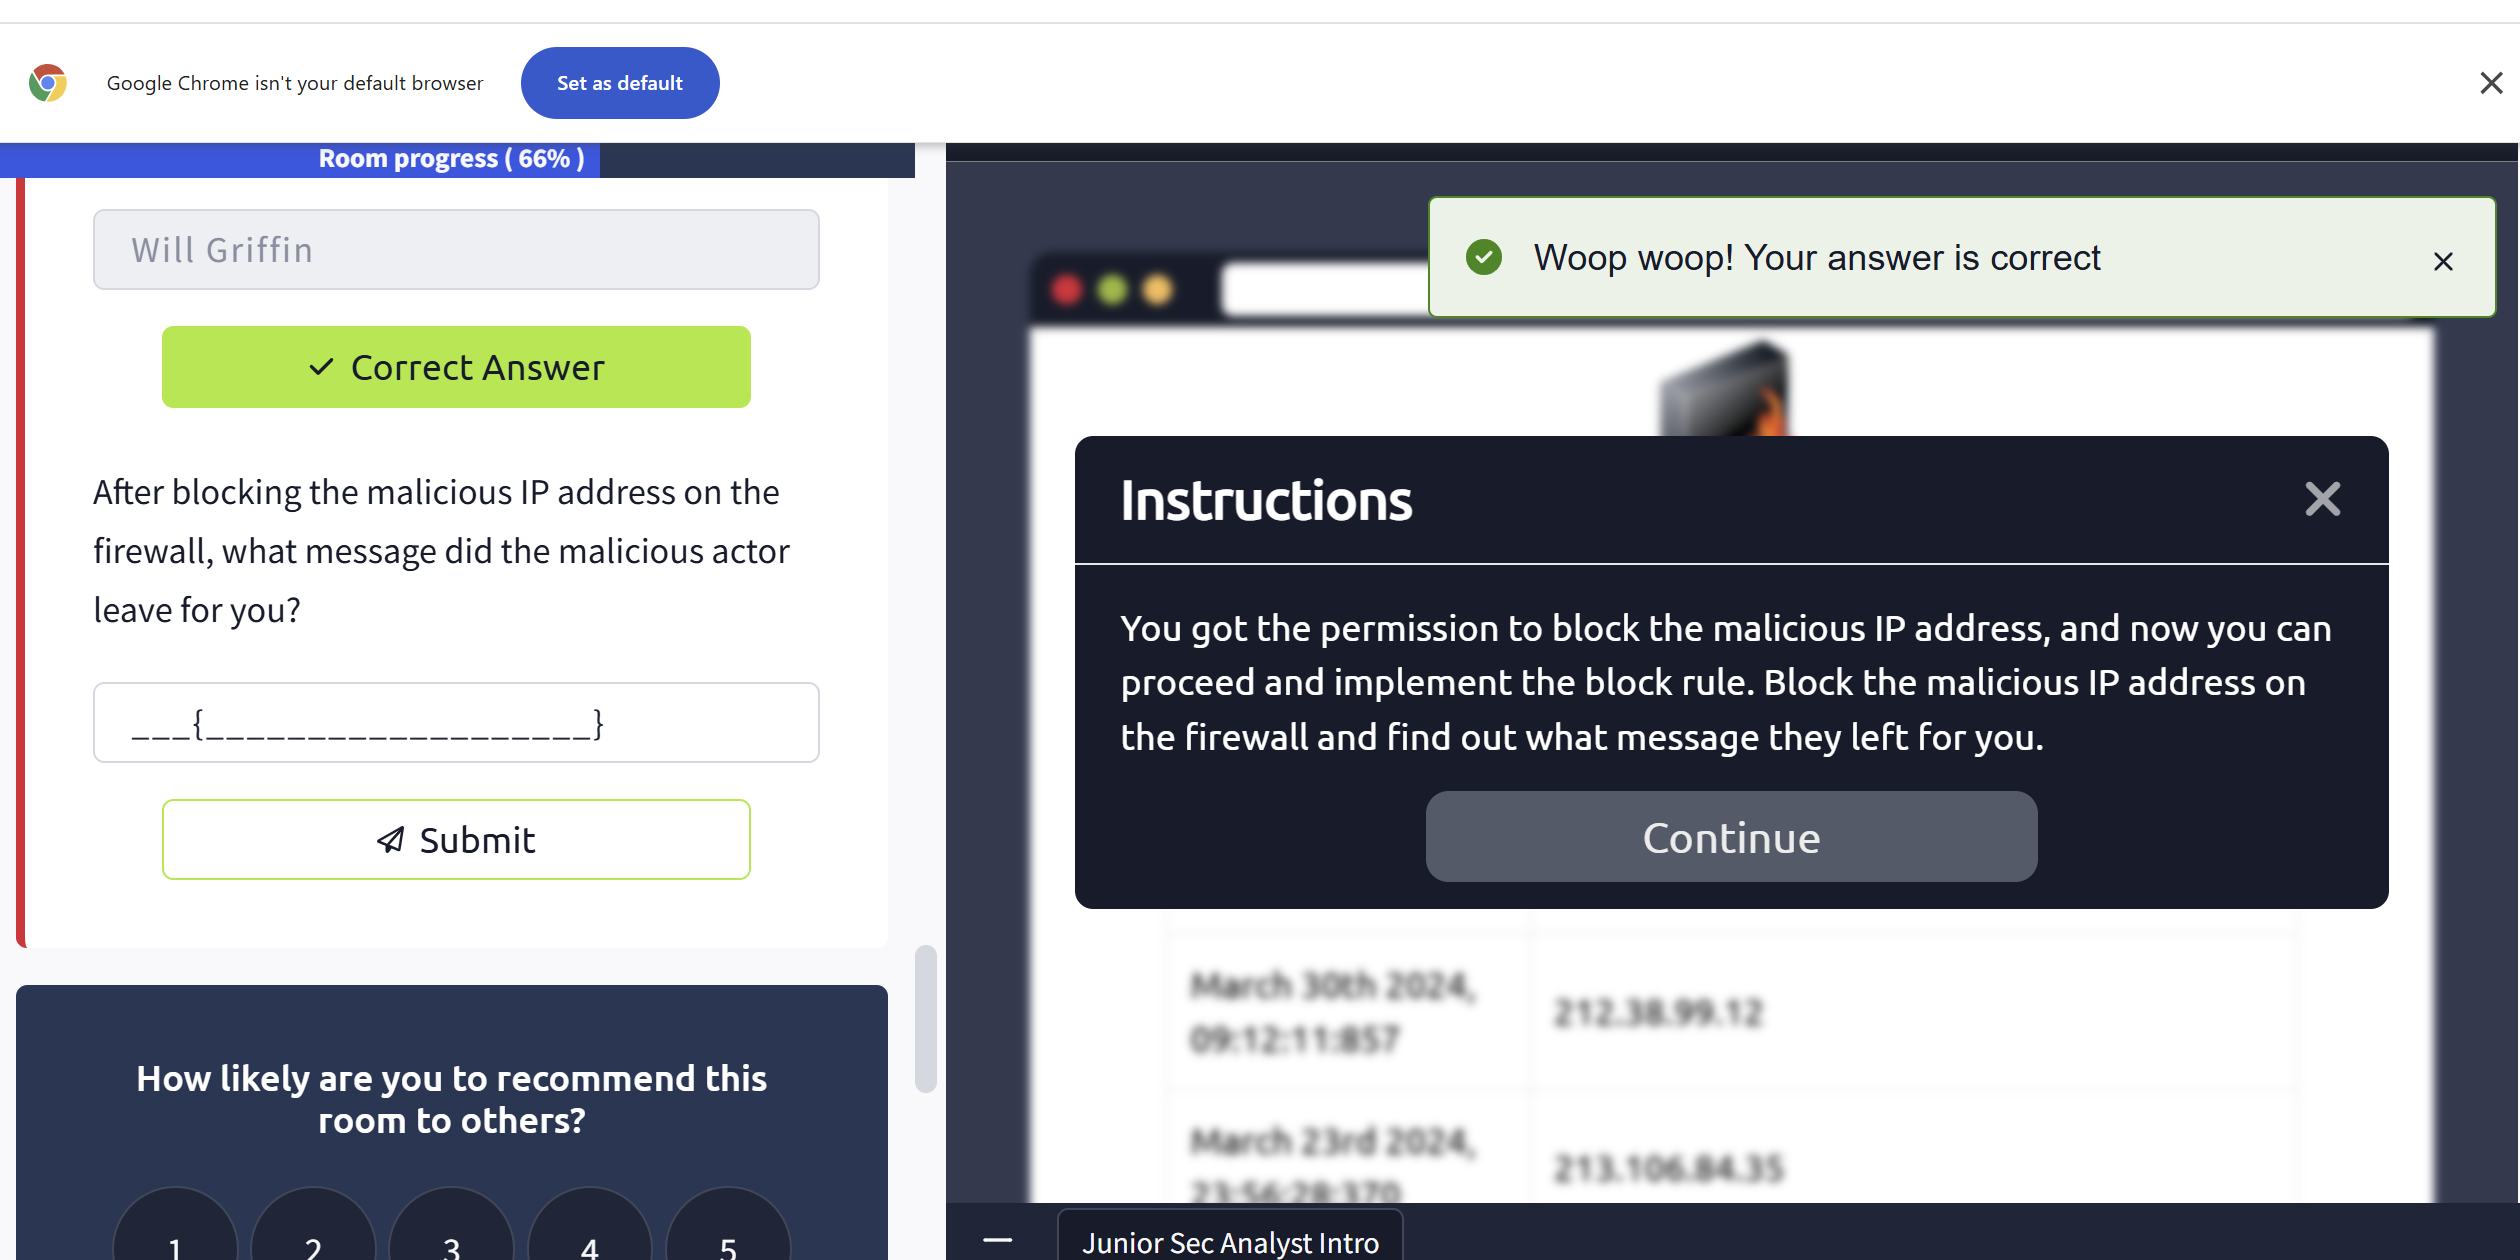 Google Chrome isn't your default browser
Set as default
Room progress ( 66% )
Will Griffin
Correct Answer
After blocking the malicious IP address on the
firewall, what message did the malicious actor
leave for you?
___{___________________}
Submit
How likely are you to recommend this
room to others?
1 2 3 4 5
Woop woop! Your answer is correct
Instructions
You got the permission to block the malicious IP address, and now you can
proceed and implement the block rule. Block the malicious IP address on
the firewall and find out what message they left for you.
Continue
March 30th 2024,
09:12:11:857
212.38.99.12
March 23rd 2024,
23:56:28:370
213.106.84.35
Junior Sec Analyst Intro